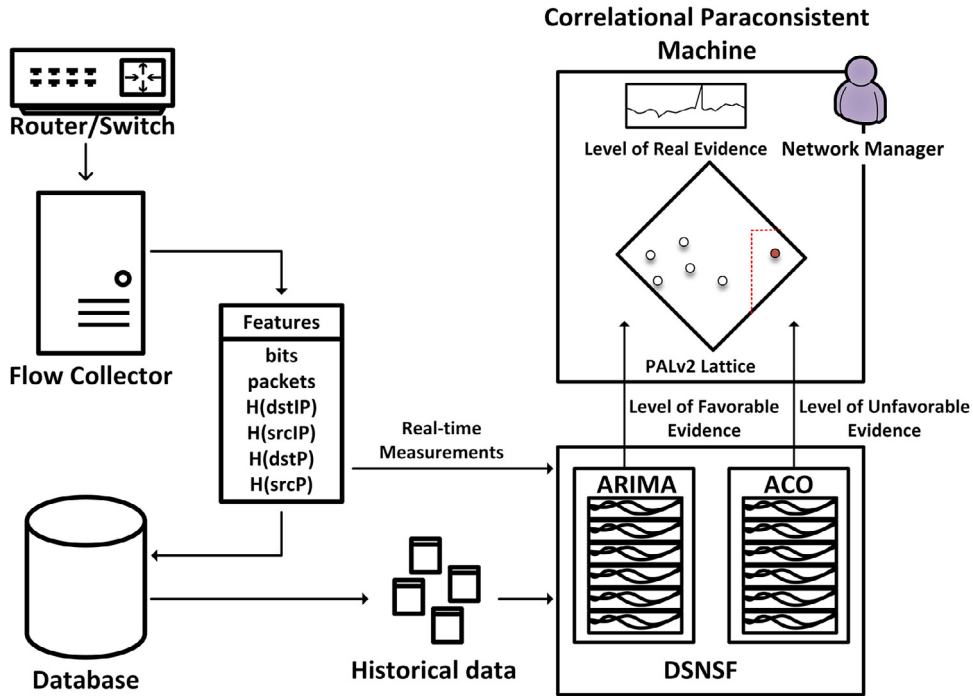 Correlational Paraconsistent
Machine
Router/Switch
Level of Real Evidence
Network Manager
Flow Collector
Features
bits
packets
H(dstIP)
H(srcIP)
H(dstP)
H(srcP)
PALv2 Lattice
Level of Favorable
Evidence
Level of Unfavorable
Evidence
Real-time
Measurements
ARIMA
ACO
Database
Historical data
DSNSF